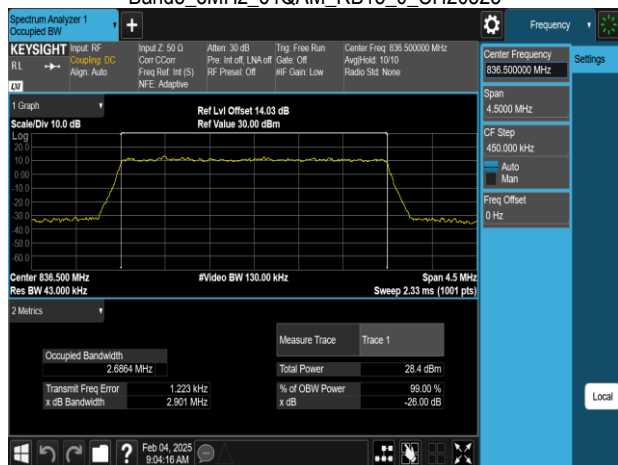 Spectrum Analyzer 1
Occupied BW
Frequency
KEYSIGHT
RL
Input: RF
Coupling: DC
Align: Auto
Input Z: 50 Ω
Corr CCorr
Freq Ref: Int (S)
NFE: Adaptive
Atten: 30 dB
Pre: Int off, LNA off
RF Presel: Off
Trig: Free Run
Gate: Off
#IF Gain: Low
Center Freq: 836.500000 MHz
Avg|Hold: 10/10
Radio Std: None
Center Frequency
836.500000 MHz
Settings
Span
4.5000 MHz
CF Step
450.000 kHz
Auto
Man
Freq Offset
0 Hz
1 Graph
Scale/Div 10.0 dB
Ref Lvl Offset 14.03 dB
Ref Value 30.00 dBm
Log
20.0
10.0
0.00
-10.0
-20.0
-30.0
-40.0
-50.0
-60.0
Center 836.500 MHz
#Video BW 130.00 kHz
Span 4.5 MHz
Res BW 43.000 kHz
Sweep 2.33 ms (1001 pts)
2 Metrics
Measure Trace
Trace 1
Occupied Bandwidth
2.6864 MHz
Total Power
28.4 dBm
Transmit Freq Error
1.223 kHz
% of OBW Power
99.00 %
x dB Bandwidth
2.901 MHz
x dB
-26.00 dB
Local
Feb 04, 2025
9:04:16 AM